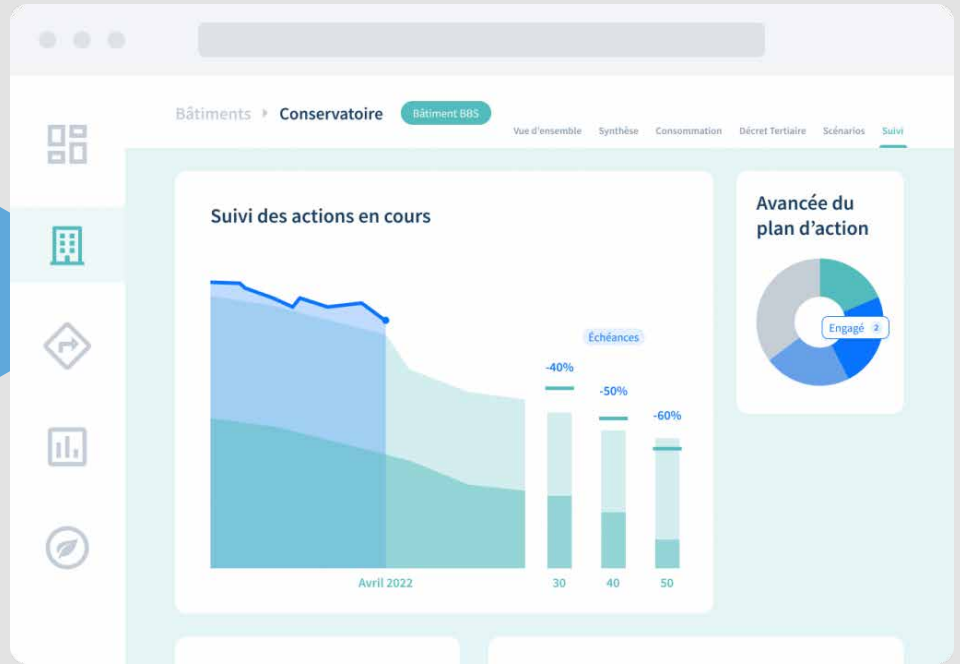 Bâtiments Conservatoire Bâtiment BBS
Vue d'ensemble Synthèse Consommation Décret Tertiaire Scénarios Suivi
Suivi des actions en cours
Avancée du
plan d'action
Engagé 2
Échéances
-40%
-50%
-60%
Avril 2022 30 40 50